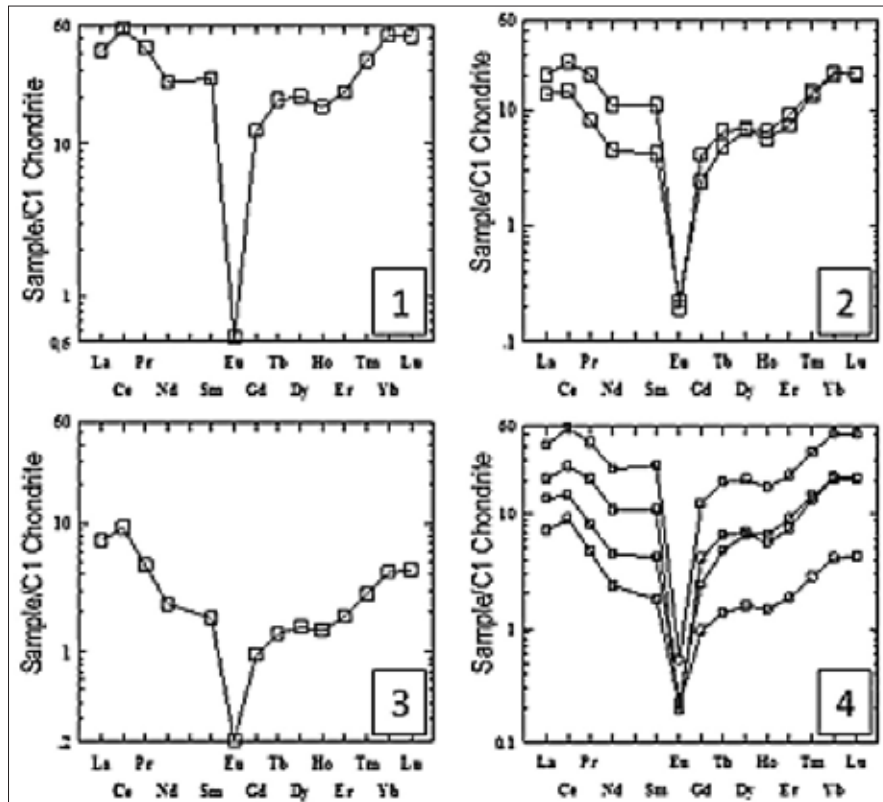 60
10
1
0,6
Sample/C1 Chondrite
1
La Pr Eu Tb Ho Tm Lu
Ce Nd Sm Gd Dy Er Yb
60
10
1
.1
Sample/C1 Chondrite
2
La Pr Eu Tb Ho Tm Lu
Ce Nd Sm Gd Dy Er Yb
60
10
1
.2
Sample/C1 Chondrite
3
La Pr Eu Tb Ho Tm Lu
Ce Nd Sm Gd Dy Er Yb
60
10
1
0.1
Sample/C1 Chondrite
4
La Pr Eu Tb Ho Tm Lu
Ce Nd Sm Gd Dy Er Yb